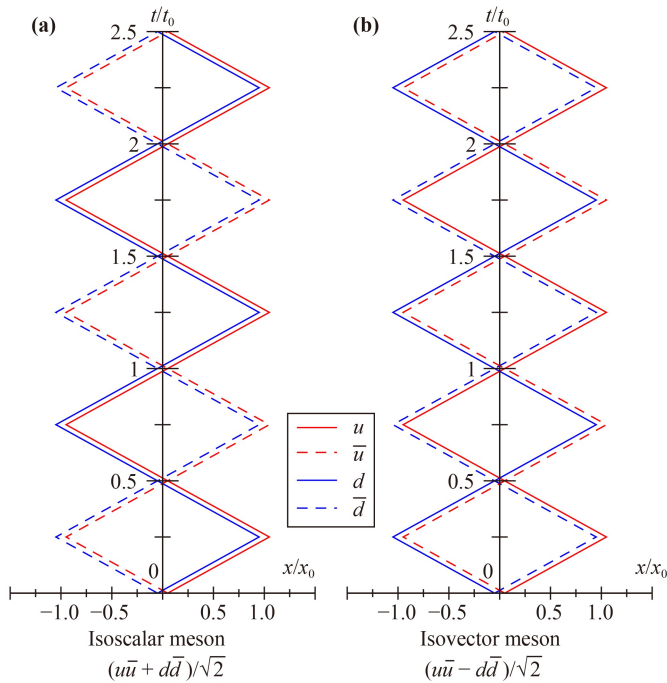 (a)
t/t₀
2.5
2
1.5
1
0.5
0
x/x₀
−1.0 −0.5 0.5 1.0
Isoscalar meson
(uū + dd̅)/√2
u
u̅
d
d̅
(b)
t/t₀
2.5
2
1.5
1
0.5
0
x/x₀
−1.0 −0.5 0.5 1.0
Isovector meson
(uū − dd̅)/√2